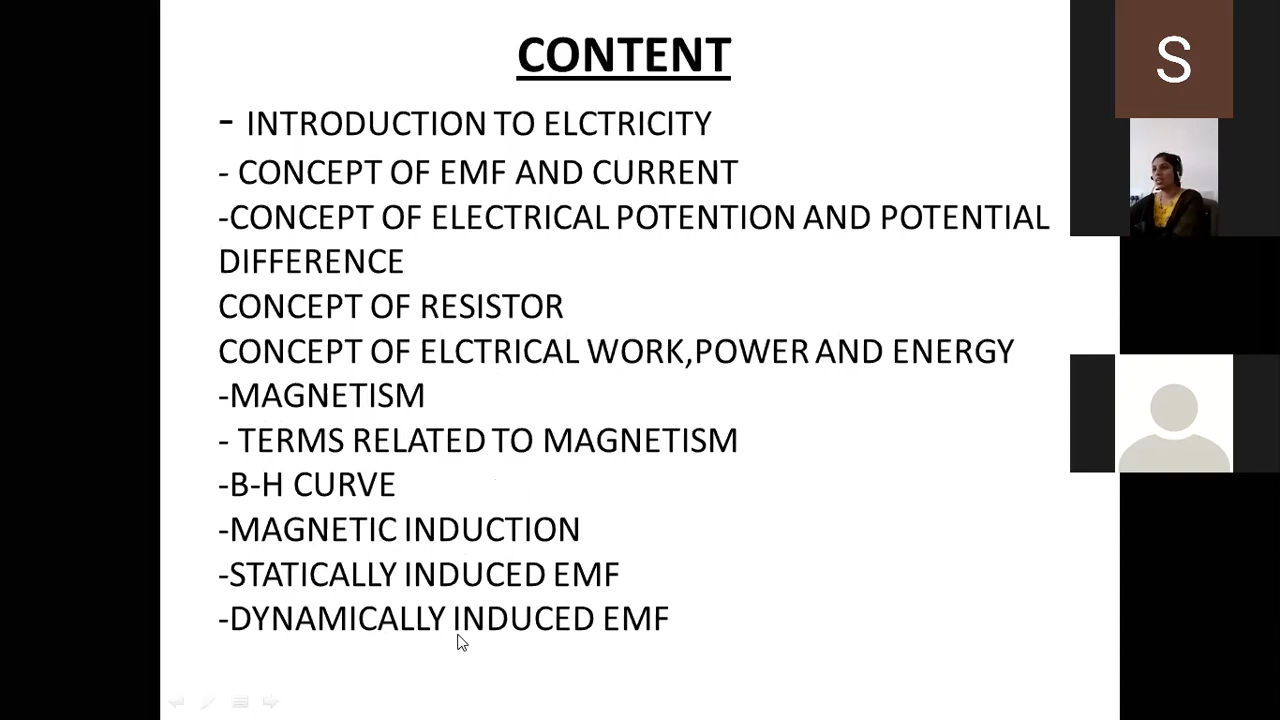 CONTENT
- INTRODUCTION TO ELCTRICITY
- CONCEPT OF EMF AND CURRENT
-CONCEPT OF ELECTRICAL POTENTION AND POTENTIAL
DIFFERENCE
CONCEPT OF RESISTOR
CONCEPT OF ELCTRICAL WORK,POWER AND ENERGY
-MAGNETISM
- TERMS RELATED TO MAGNETISM
-B-H CURVE
-MAGNETIC INDUCTION
-STATICALLY INDUCED EMF
-DYNAMICALLY INDUCED EMF
S